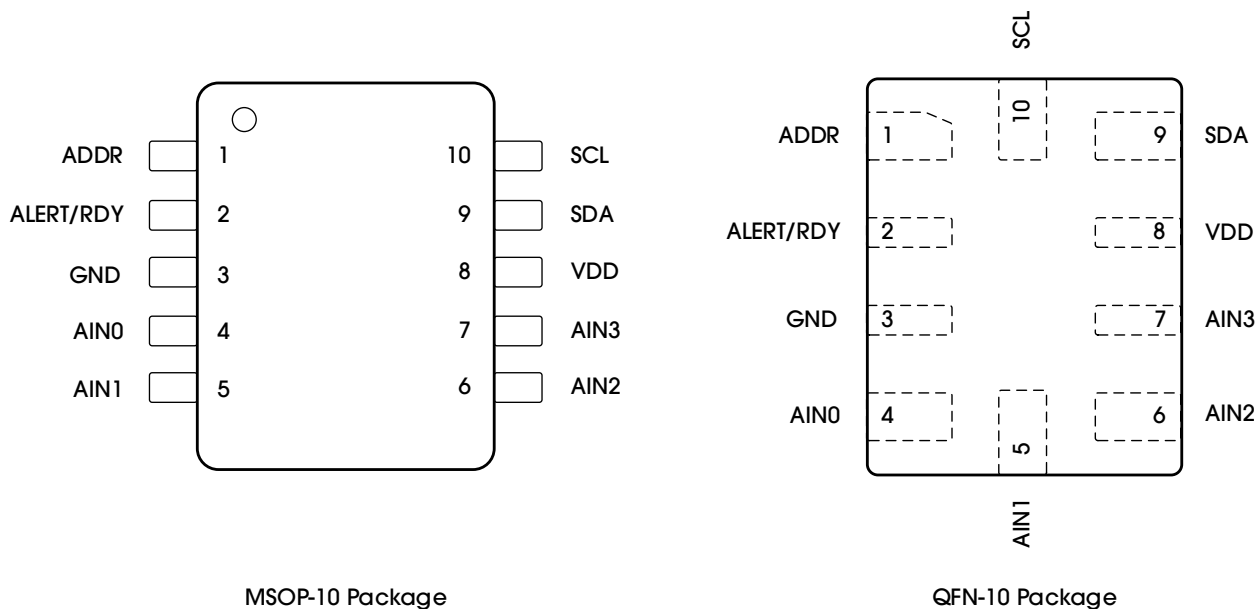 ADDR 1 10 SCL
ALERT/RDY 2 9 SDA
GND 3 8 VDD
AIN0 4 7 AIN3
AIN1 5 6 AIN2
MSOP-10 Package
SCL
10
ADDR 1 9 SDA
ALERT/RDY 2 8 VDD
GND 3 7 AIN3
AIN0 4 6 AIN2
5
AIN1
QFN-10 Package